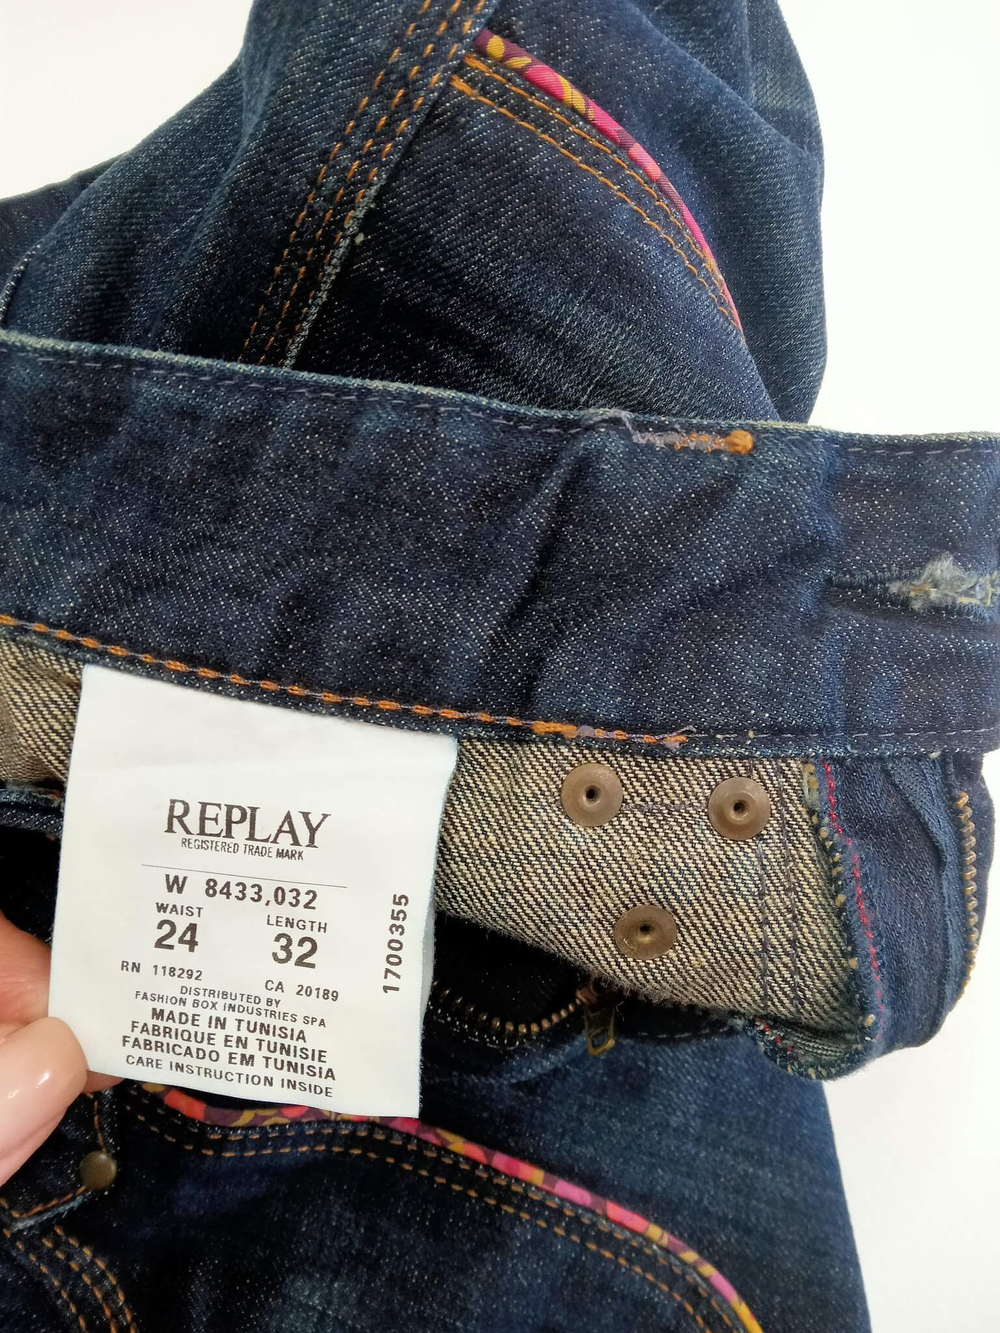 REPLAY
REGISTERED TRADE MARK
W 8433,032
WAIST LENGTH
24 32
1700355
RN 118292 CA 20189
DISTRIBUTED BY
FASHION BOX INDUSTRIES SPA
MADE IN TUNISIA
FABRIQUE EN TUNISIE
FABRICADO EM TUNISIA
CARE INSTRUCTION INSIDE